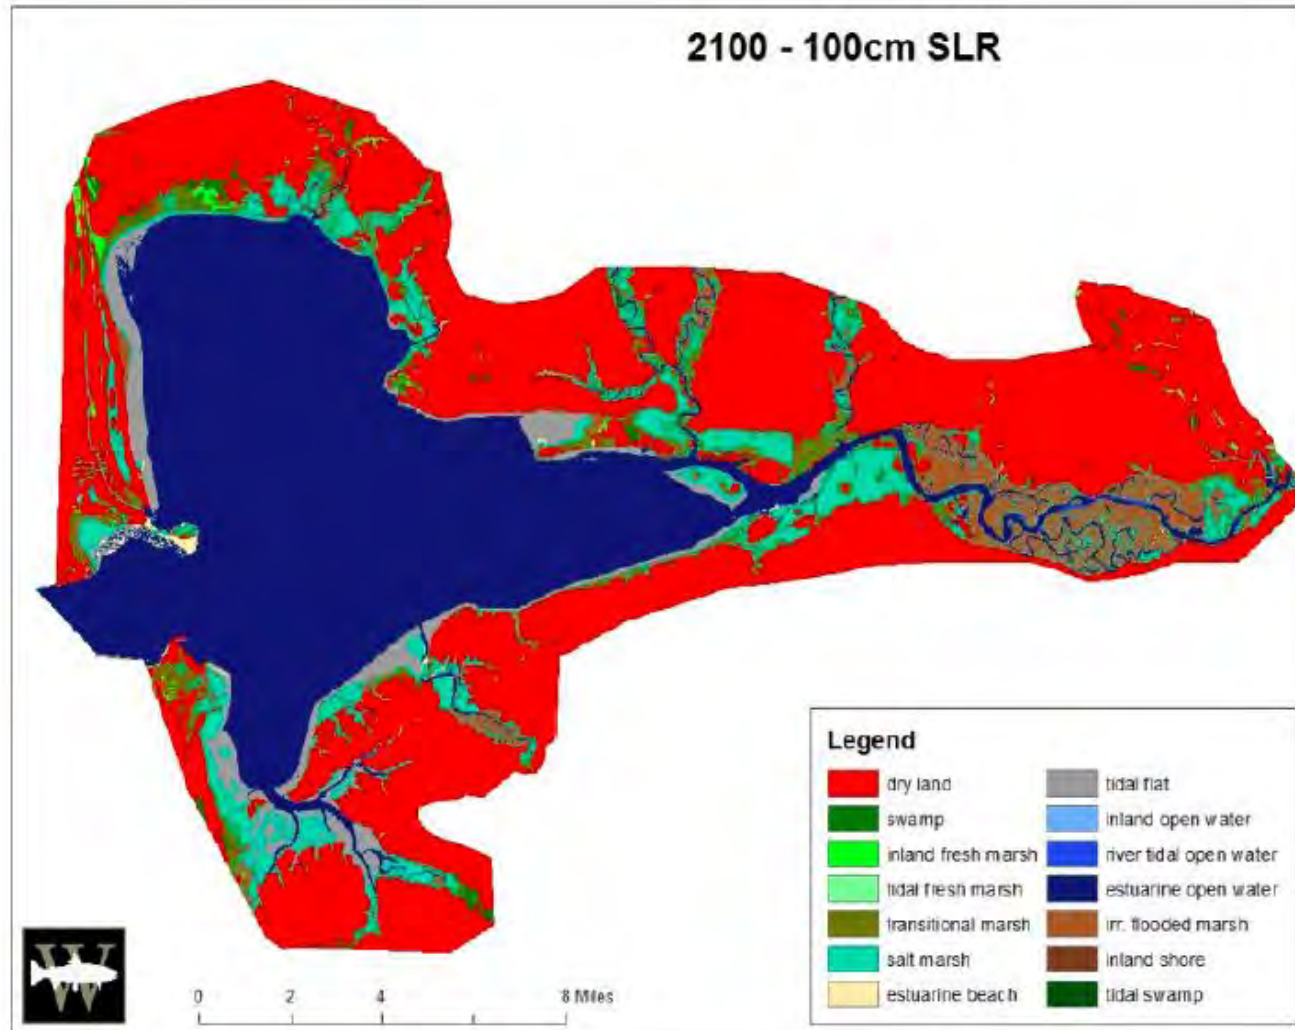 2100 - 100cm SLR
Legend
dry land
swamp
inland fresh marsh
tidal fresh marsh
transitional marsh
salt marsh
estuarine beach
tidal flat
inland open water
river tidal open water
estuarine open water
irr. flooded marsh
inland shore
tidal swamp
W
0 2 4 8 Miles